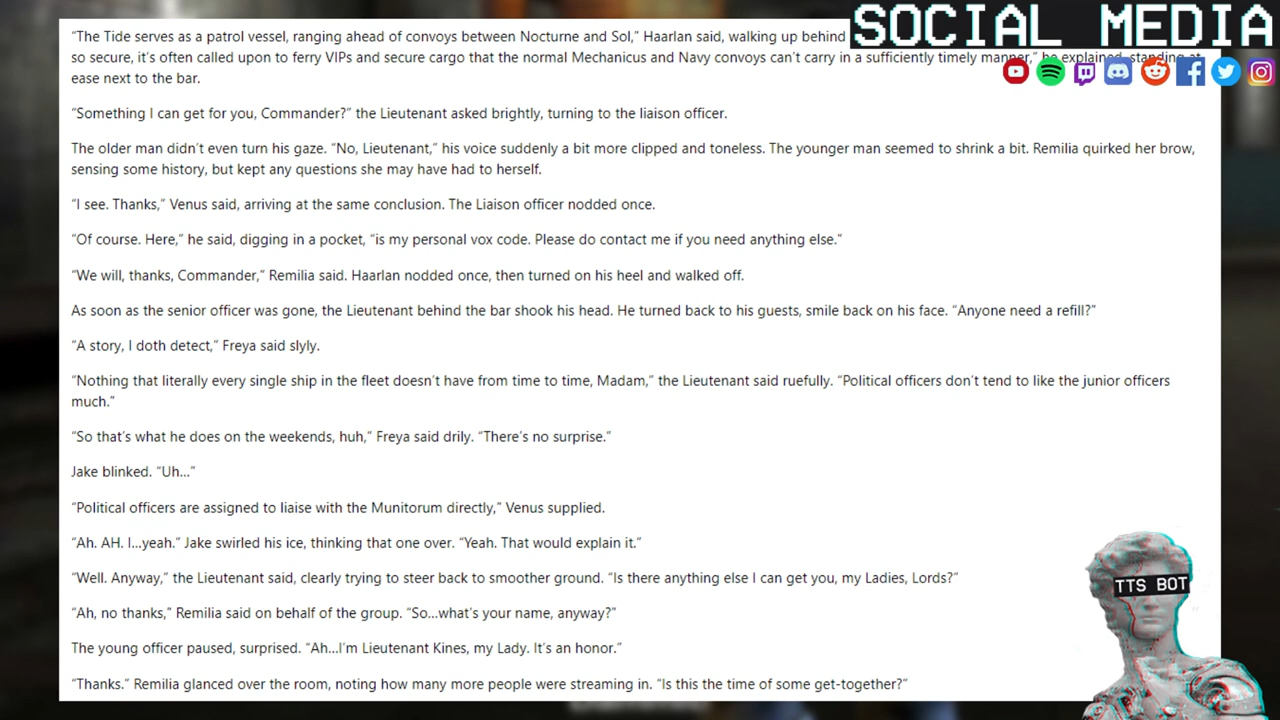 SOCIAL MEDIA
“The Tide serves as a patrol vessel, ranging ahead of convoys between Nocturne and Sol,” Haarlan said, walking up behind
so secure, it’s often called upon to ferry VIPs and secure cargo that the normal Mechanicus and Navy convoys can’t carry in a sufficiently timely manner,” he explained, standing at
ease next to the bar.
“Something I can get for you, Commander?” the Lieutenant asked brightly, turning to the liaison officer.
The older man didn’t even turn his gaze. “No, Lieutenant,” his voice suddenly a bit more clipped and toneless. The younger man seemed to shrink a bit. Remilia quirked her brow,
sensing some history, but kept any questions she may have had to herself.
“I see. Thanks,” Venus said, arriving at the same conclusion. The Liaison officer nodded once.
“Of course. Here,” he said, digging in a pocket, “is my personal vox code. Please do contact me if you need anything else.”
“We will, thanks, Commander,” Remilia said. Haarlan nodded once, then turned on his heel and walked off.
As soon as the senior officer was gone, the Lieutenant behind the bar shook his head. He turned back to his guests, smile back on his face. “Anyone need a refill?”
“A story, I doth detect,” Freya said slyly.
“Nothing that literally every single ship in the fleet doesn’t have from time to time, Madam,” the Lieutenant said ruefully. “Political officers don’t tend to like the junior officers
much.”
“So that’s what he does on the weekends, huh,” Freya said drily. “There’s no surprise.”
Jake blinked. “Uh…”
“Political officers are assigned to liaise with the Munitorum directly,” Venus supplied.
“Ah. AH. I…yeah.” Jake swirled his ice, thinking that one over. “Yeah. That would explain it.”
“Well. Anyway,” the Lieutenant said, clearly trying to steer back to smoother ground. “Is there anything else I can get you, my Ladies, Lords?”
“Ah, no thanks,” Remilia said on behalf of the group. “So…what’s your name, anyway?”
The young officer paused, surprised. “Ah…I’m Lieutenant Kines, my Lady. It’s an honor.”
“Thanks.” Remilia glanced over the room, noting how many more people were streaming in. “Is this the time of some get-together?”
TTS BOT